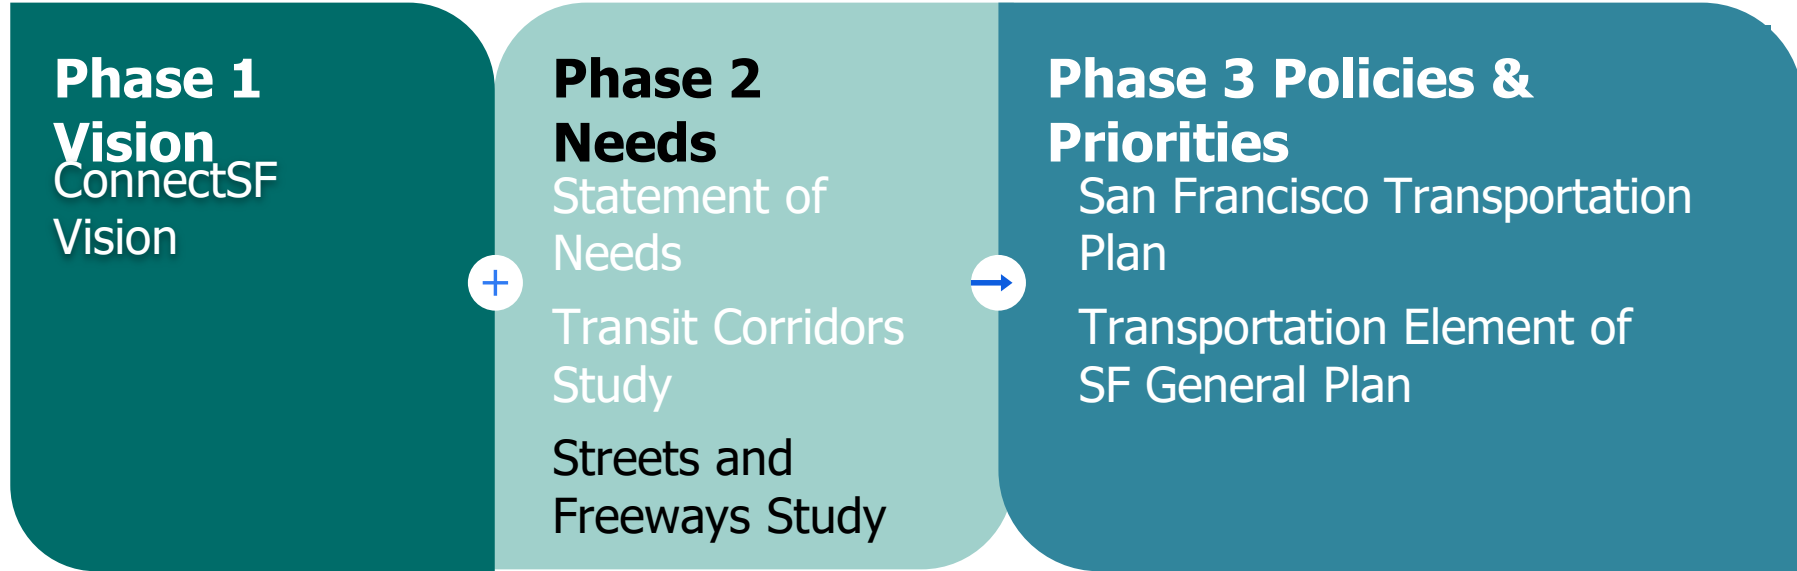 Phase 1
Vision
ConnectSF
Vision
Phase 2
Needs
Statement of
Needs
Transit Corridors
Study
Streets and
Freeways Study
Phase 3 Policies &
Priorities
San Francisco Transportation
Plan
Transportation Element of
SF General Plan